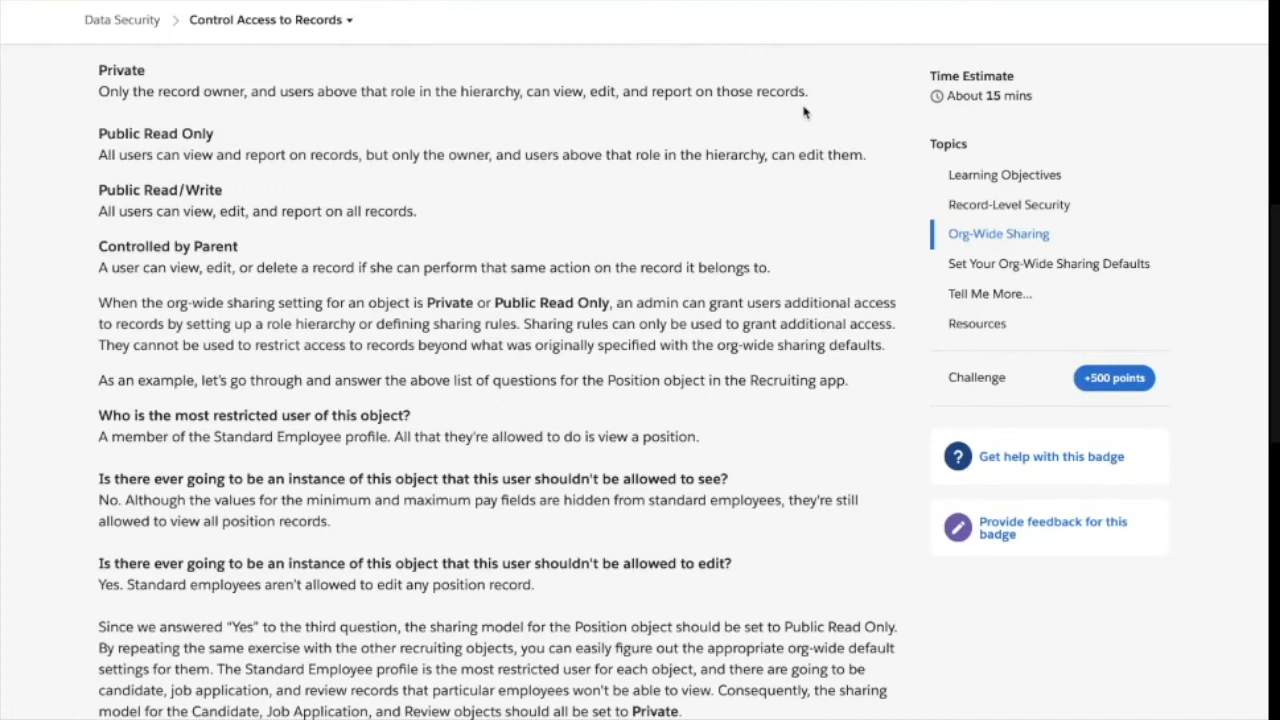 Data Security > Control Access to Records
Private
Only the record owner, and users above that role in the hierarchy, can view, edit, and report on those records.
Public Read Only
All users can view and report on records, but only the owner, and users above that role in the hierarchy, can edit them.
Public Read/Write
All users can view, edit, and report on all records.
Controlled by Parent
A user can view, edit, or delete a record if she can perform that same action on the record it belongs to.
When the org-wide sharing setting for an object is Private or Public Read Only, an admin can grant users additional access
to records by setting up a role hierarchy or defining sharing rules. Sharing rules can only be used to grant additional access.
They cannot be used to restrict access to records beyond what was originally specified with the org-wide sharing defaults.
As an example, let's go through and answer the above list of questions for the Position object in the Recruiting app.
Who is the most restricted user of this object?
A member of the Standard Employee profile. All that they're allowed to do is view a position.
Is there ever going to be an instance of this object that this user shouldn't be allowed to see?
No. Although the values for the minimum and maximum pay fields are hidden from standard employees, they're still
allowed to view all position records.
Is there ever going to be an instance of this object that this user shouldn't be allowed to edit?
Yes. Standard employees aren't allowed to edit any position record.
Since we answered "Yes" to the third question, the sharing model for the Position object should be set to Public Read Only.
By repeating the same exercise with the other recruiting objects, you can easily figure out the appropriate org-wide default
settings for them. The Standard Employee profile is the most restricted user for each object, and there are going to be
candidate, job application, and review records that particular employees won't be able to view. Consequently, the sharing
model for the Candidate, Job Application, and Review objects should all be set to Private.
Time Estimate
About 15 mins
Topics
Learning Objectives
Record-Level Security
Org-Wide Sharing
Set Your Org-Wide Sharing Defaults
Tell Me More...
Resources
Challenge
+500 points
? Get help with this badge
Provide feedback for this
badge